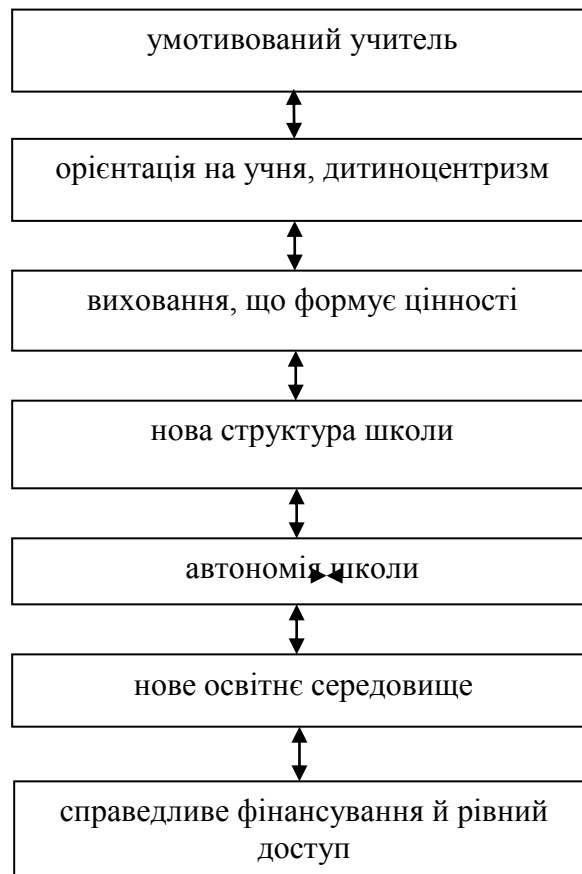 умотивований учитель
орієнтація на учня, дитиноцентризм
виховання, що формує цінності
нова структура школи
автономія школи
нове освітнє середовище
справедливе фінансування й рівний
доступ